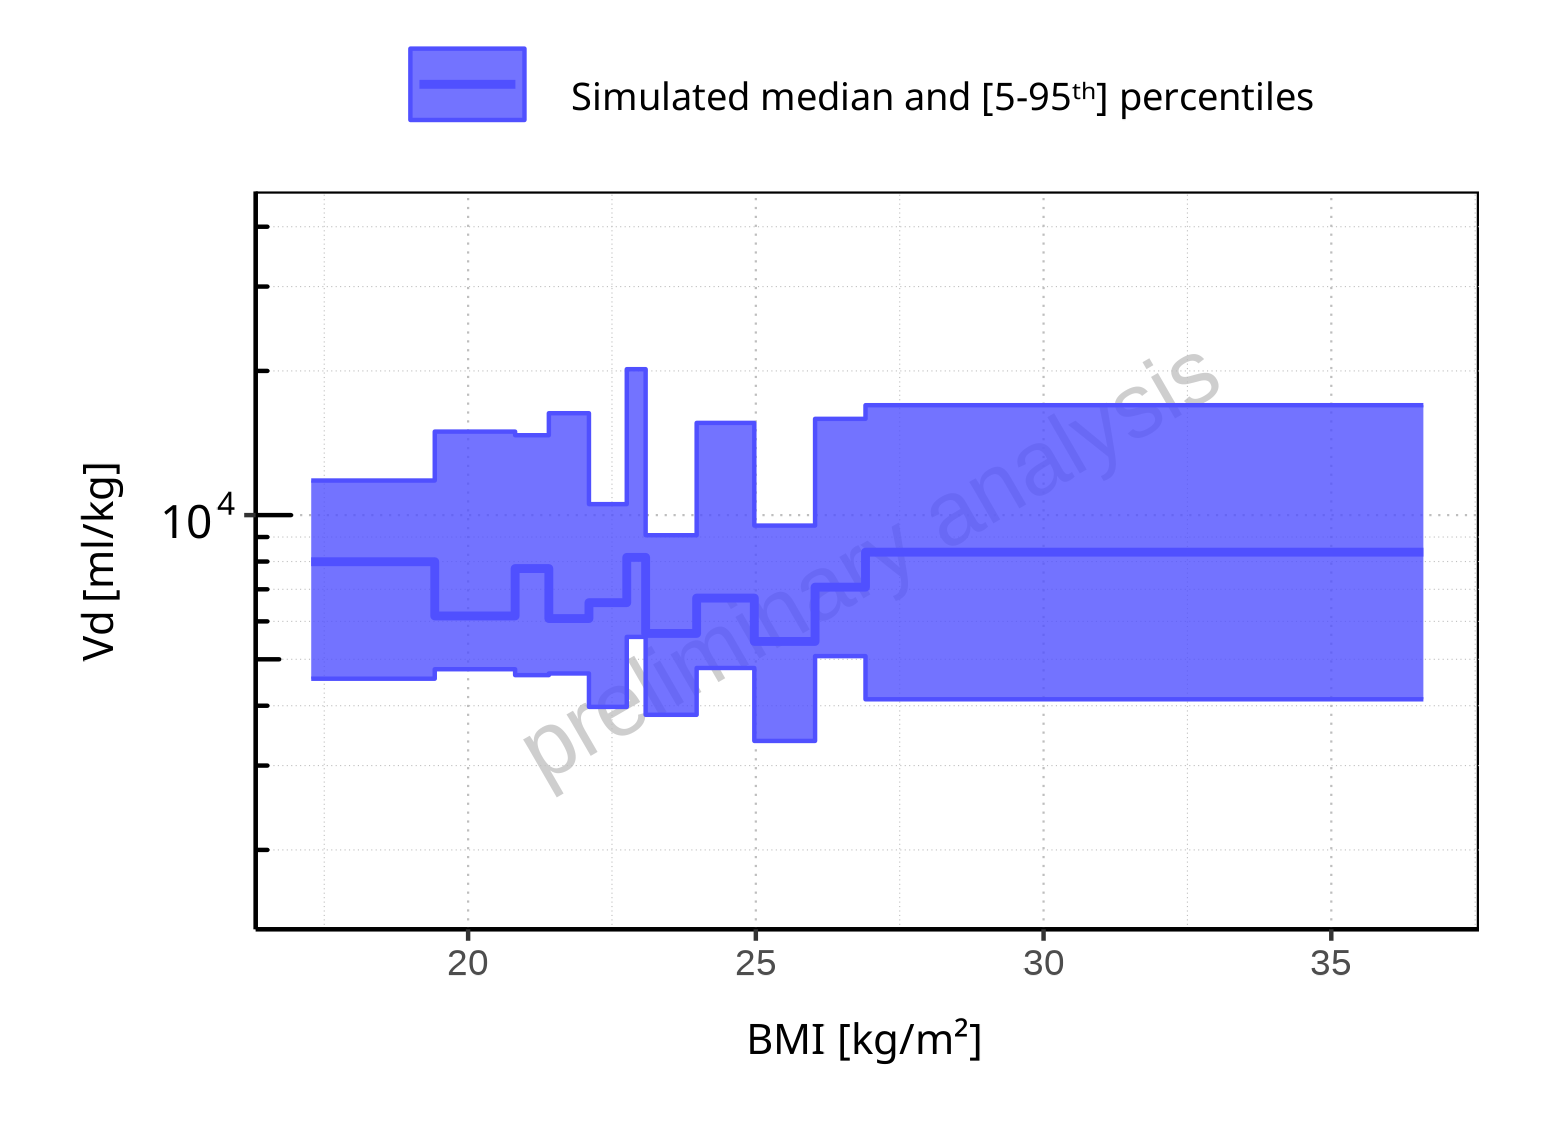 Simulated median and [5-95ᵗʰ] percentiles
Vd [ml/kg]
10⁴
preliminary analysis
20 25 30 35
BMI [kg/m²]